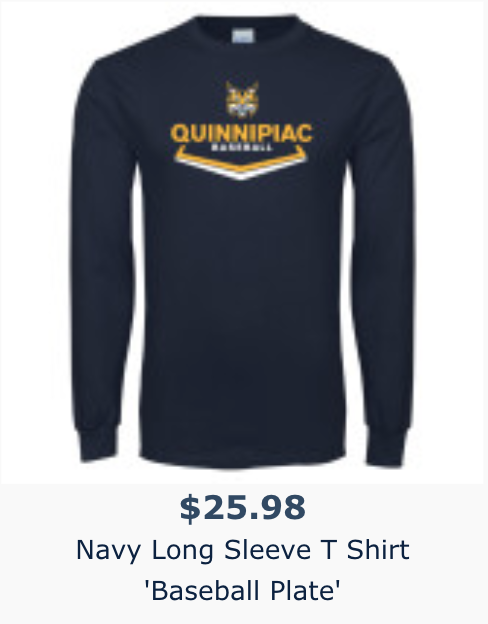 QUINNIPIAC
BASEBALL
$25.98
Navy Long Sleeve T Shirt
'Baseball Plate'